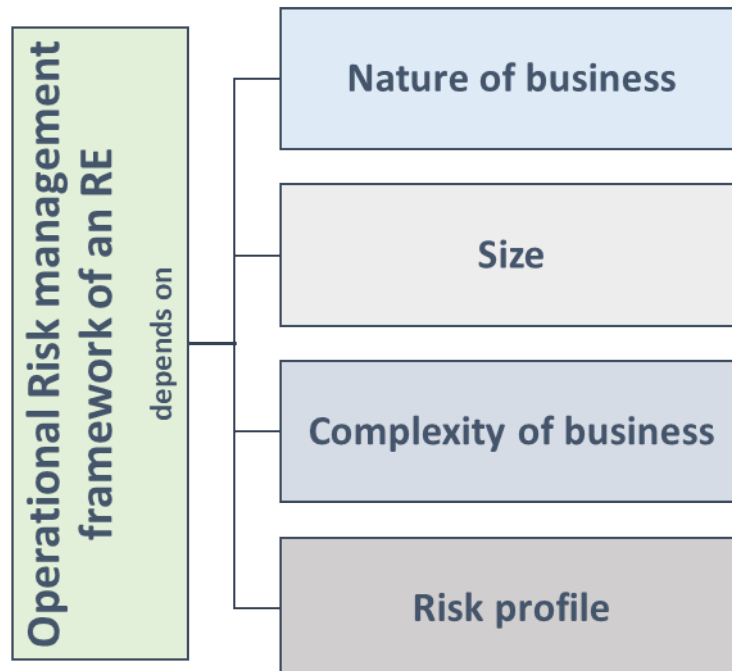 Operational Risk management
framework of an RE
depends on
Nature of business
Size
Complexity of business
Risk profile